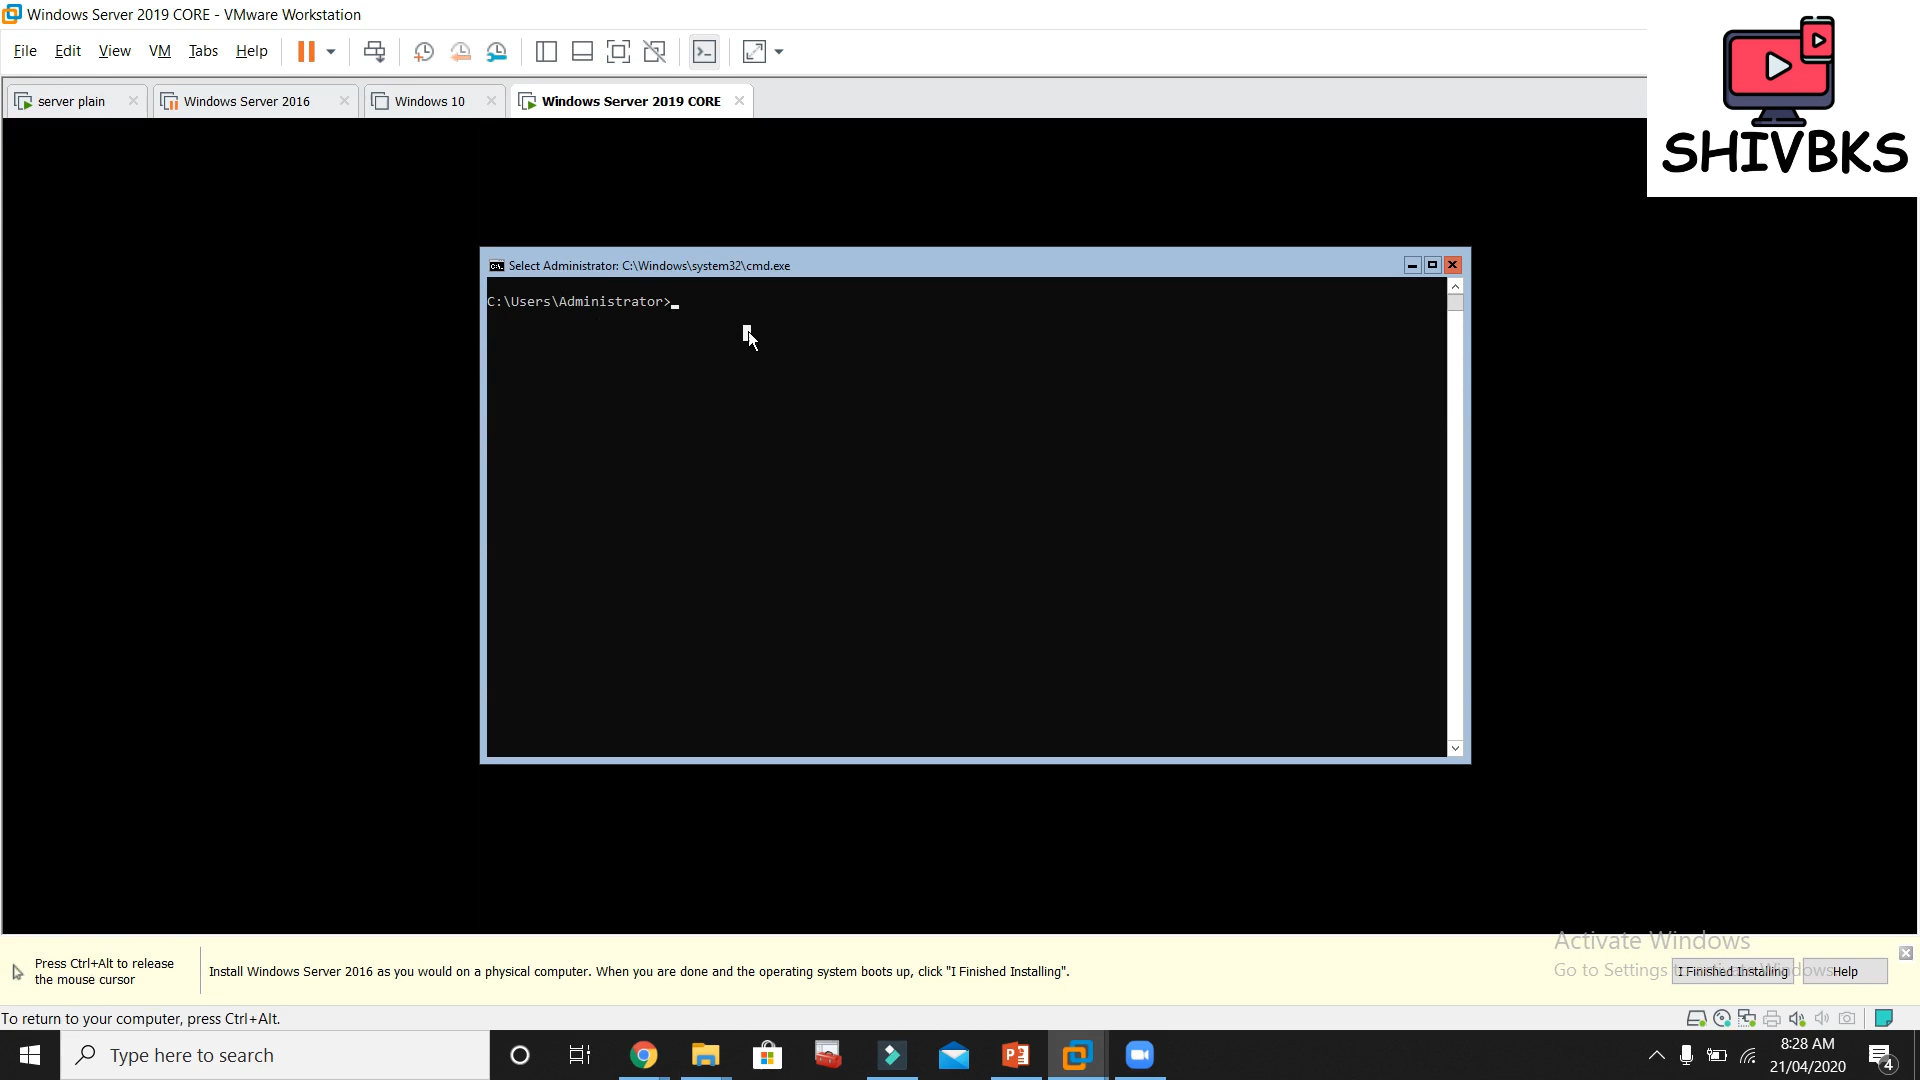 Windows Server 2019 CORE - VMware Workstation
File Edit View VM Tabs Help
server plain
Windows Server 2016
Windows 10
Windows Server 2019 CORE
SHIVBKS
Select Administrator: C:\Windows\system32\cmd.exe
C:\Users\Administrator>
Activate Windows
Go to Settings to activate Windows
Press Ctrl+Alt to release
the mouse cursor
Install Windows Server 2016 as you would on a physical computer. When you are done and the operating system boots up, click "I Finished Installing".
I Finished Installing
Help
To return to your computer, press Ctrl+Alt.
Type here to search
8:28 AM
21/04/2020
4